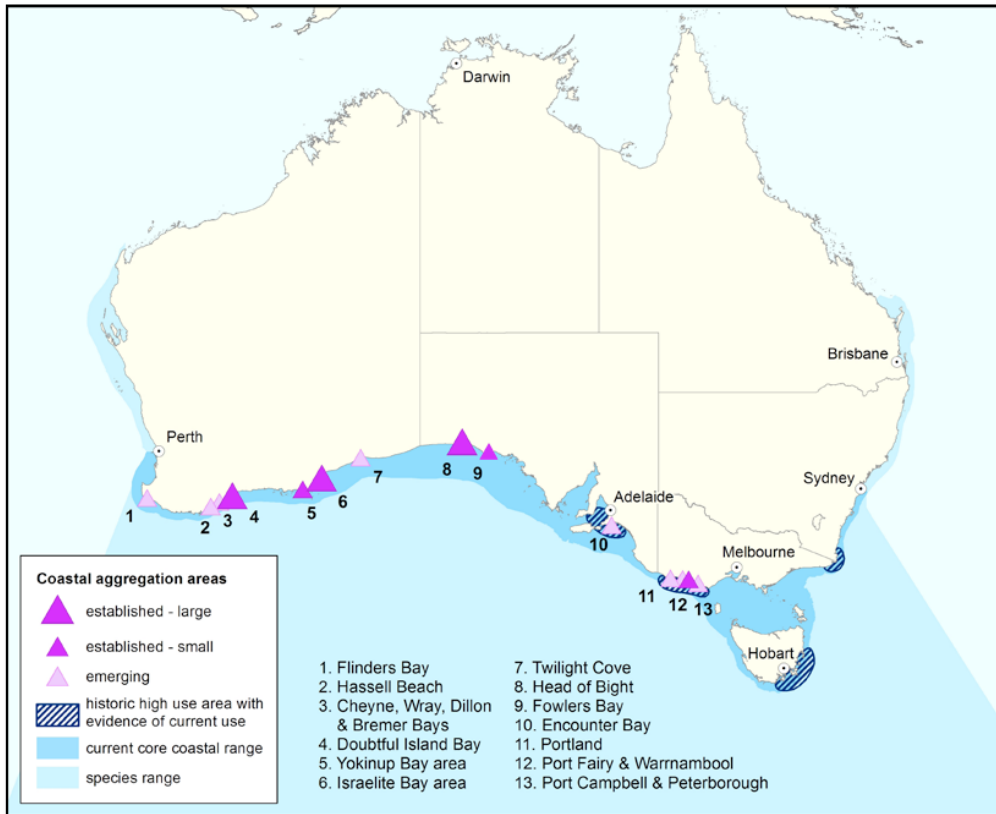 Darwin
Brisbane
Perth
Sydney
Adelaide
Melbourne
Hobart
1
2
3
4
5
6
7
8
9
10
11
12
13
Coastal aggregation areas
established - large
established - small
emerging
historic high use area with
evidence of current use
current core coastal range
species range
1. Flinders Bay
2. Hassell Beach
3. Cheyne, Wray, Dillon
& Bremer Bays
4. Doubtful Island Bay
5. Yokinup Bay area
6. Israelite Bay area
7. Twilight Cove
8. Head of Bight
9. Fowlers Bay
10. Encounter Bay
11. Portland
12. Port Fairy & Warrnambool
13. Port Campbell & Peterborough